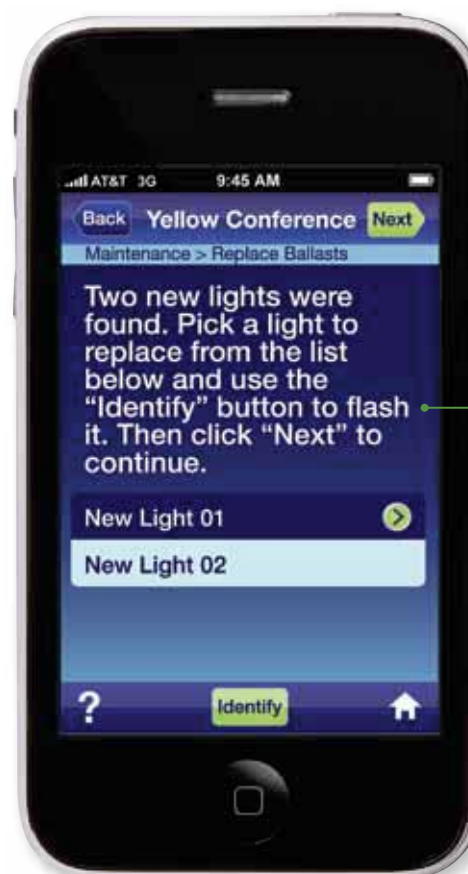 AT&T 3G 9:45 AM
Back Yellow Conference Next
Maintenance > Replace Ballasts
Two new lights were
found. Pick a light to
replace from the list
below and use the
“Identify” button to flash
it. Then click “Next” to
continue.
New Light 01
New Light 02
? Identify